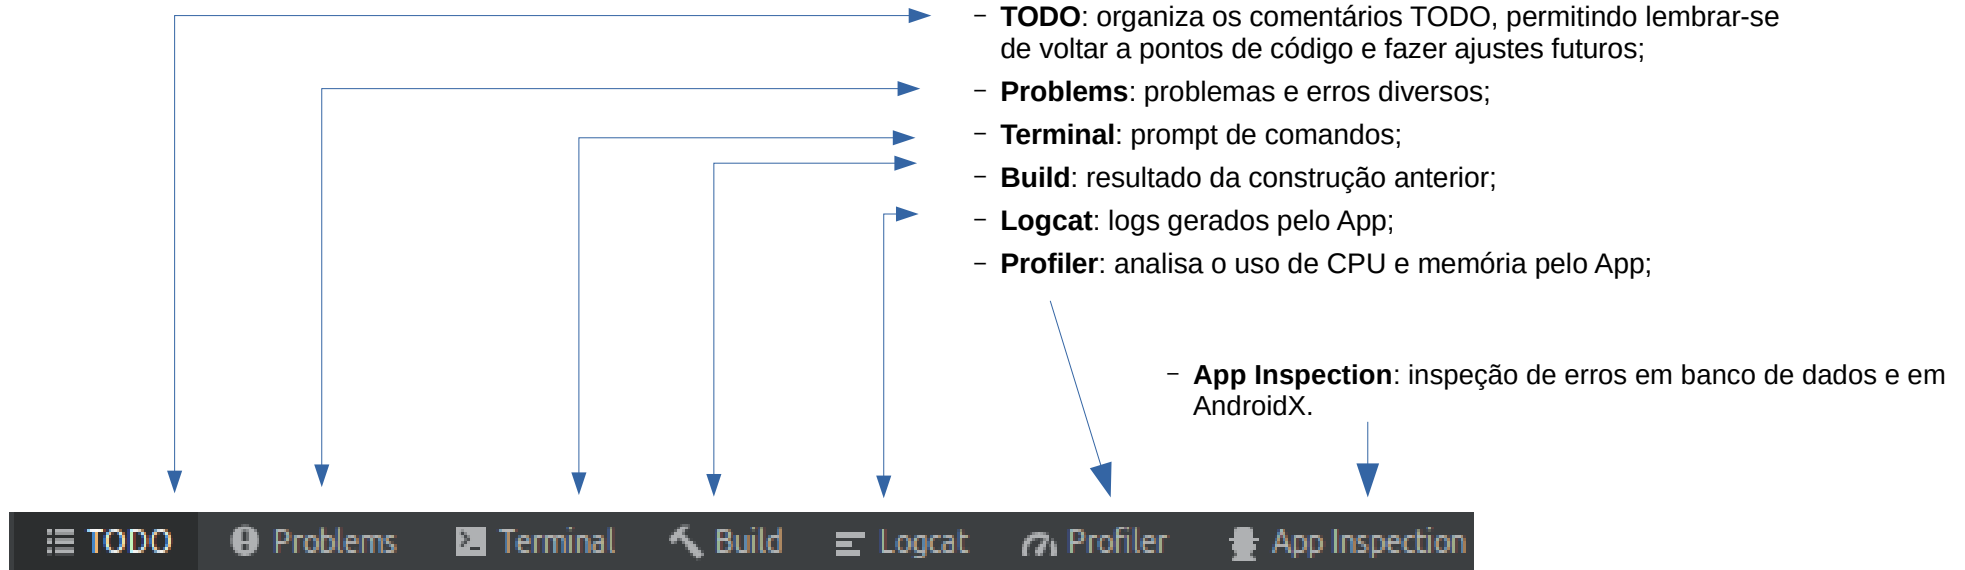 – TODO: organiza os comentários TODO, permitindo lembrar-se
de voltar a pontos de código e fazer ajustes futuros;
– Problems: problemas e erros diversos;
– Terminal: prompt de comandos;
– Build: resultado da construção anterior;
– Logcat: logs gerados pelo App;
– Profiler: analisa o uso de CPU e memória pelo App;
– App Inspection: inspeção de erros em banco de dados e em
AndroidX.
TODO Problems Terminal Build Logcat Profiler App Inspection